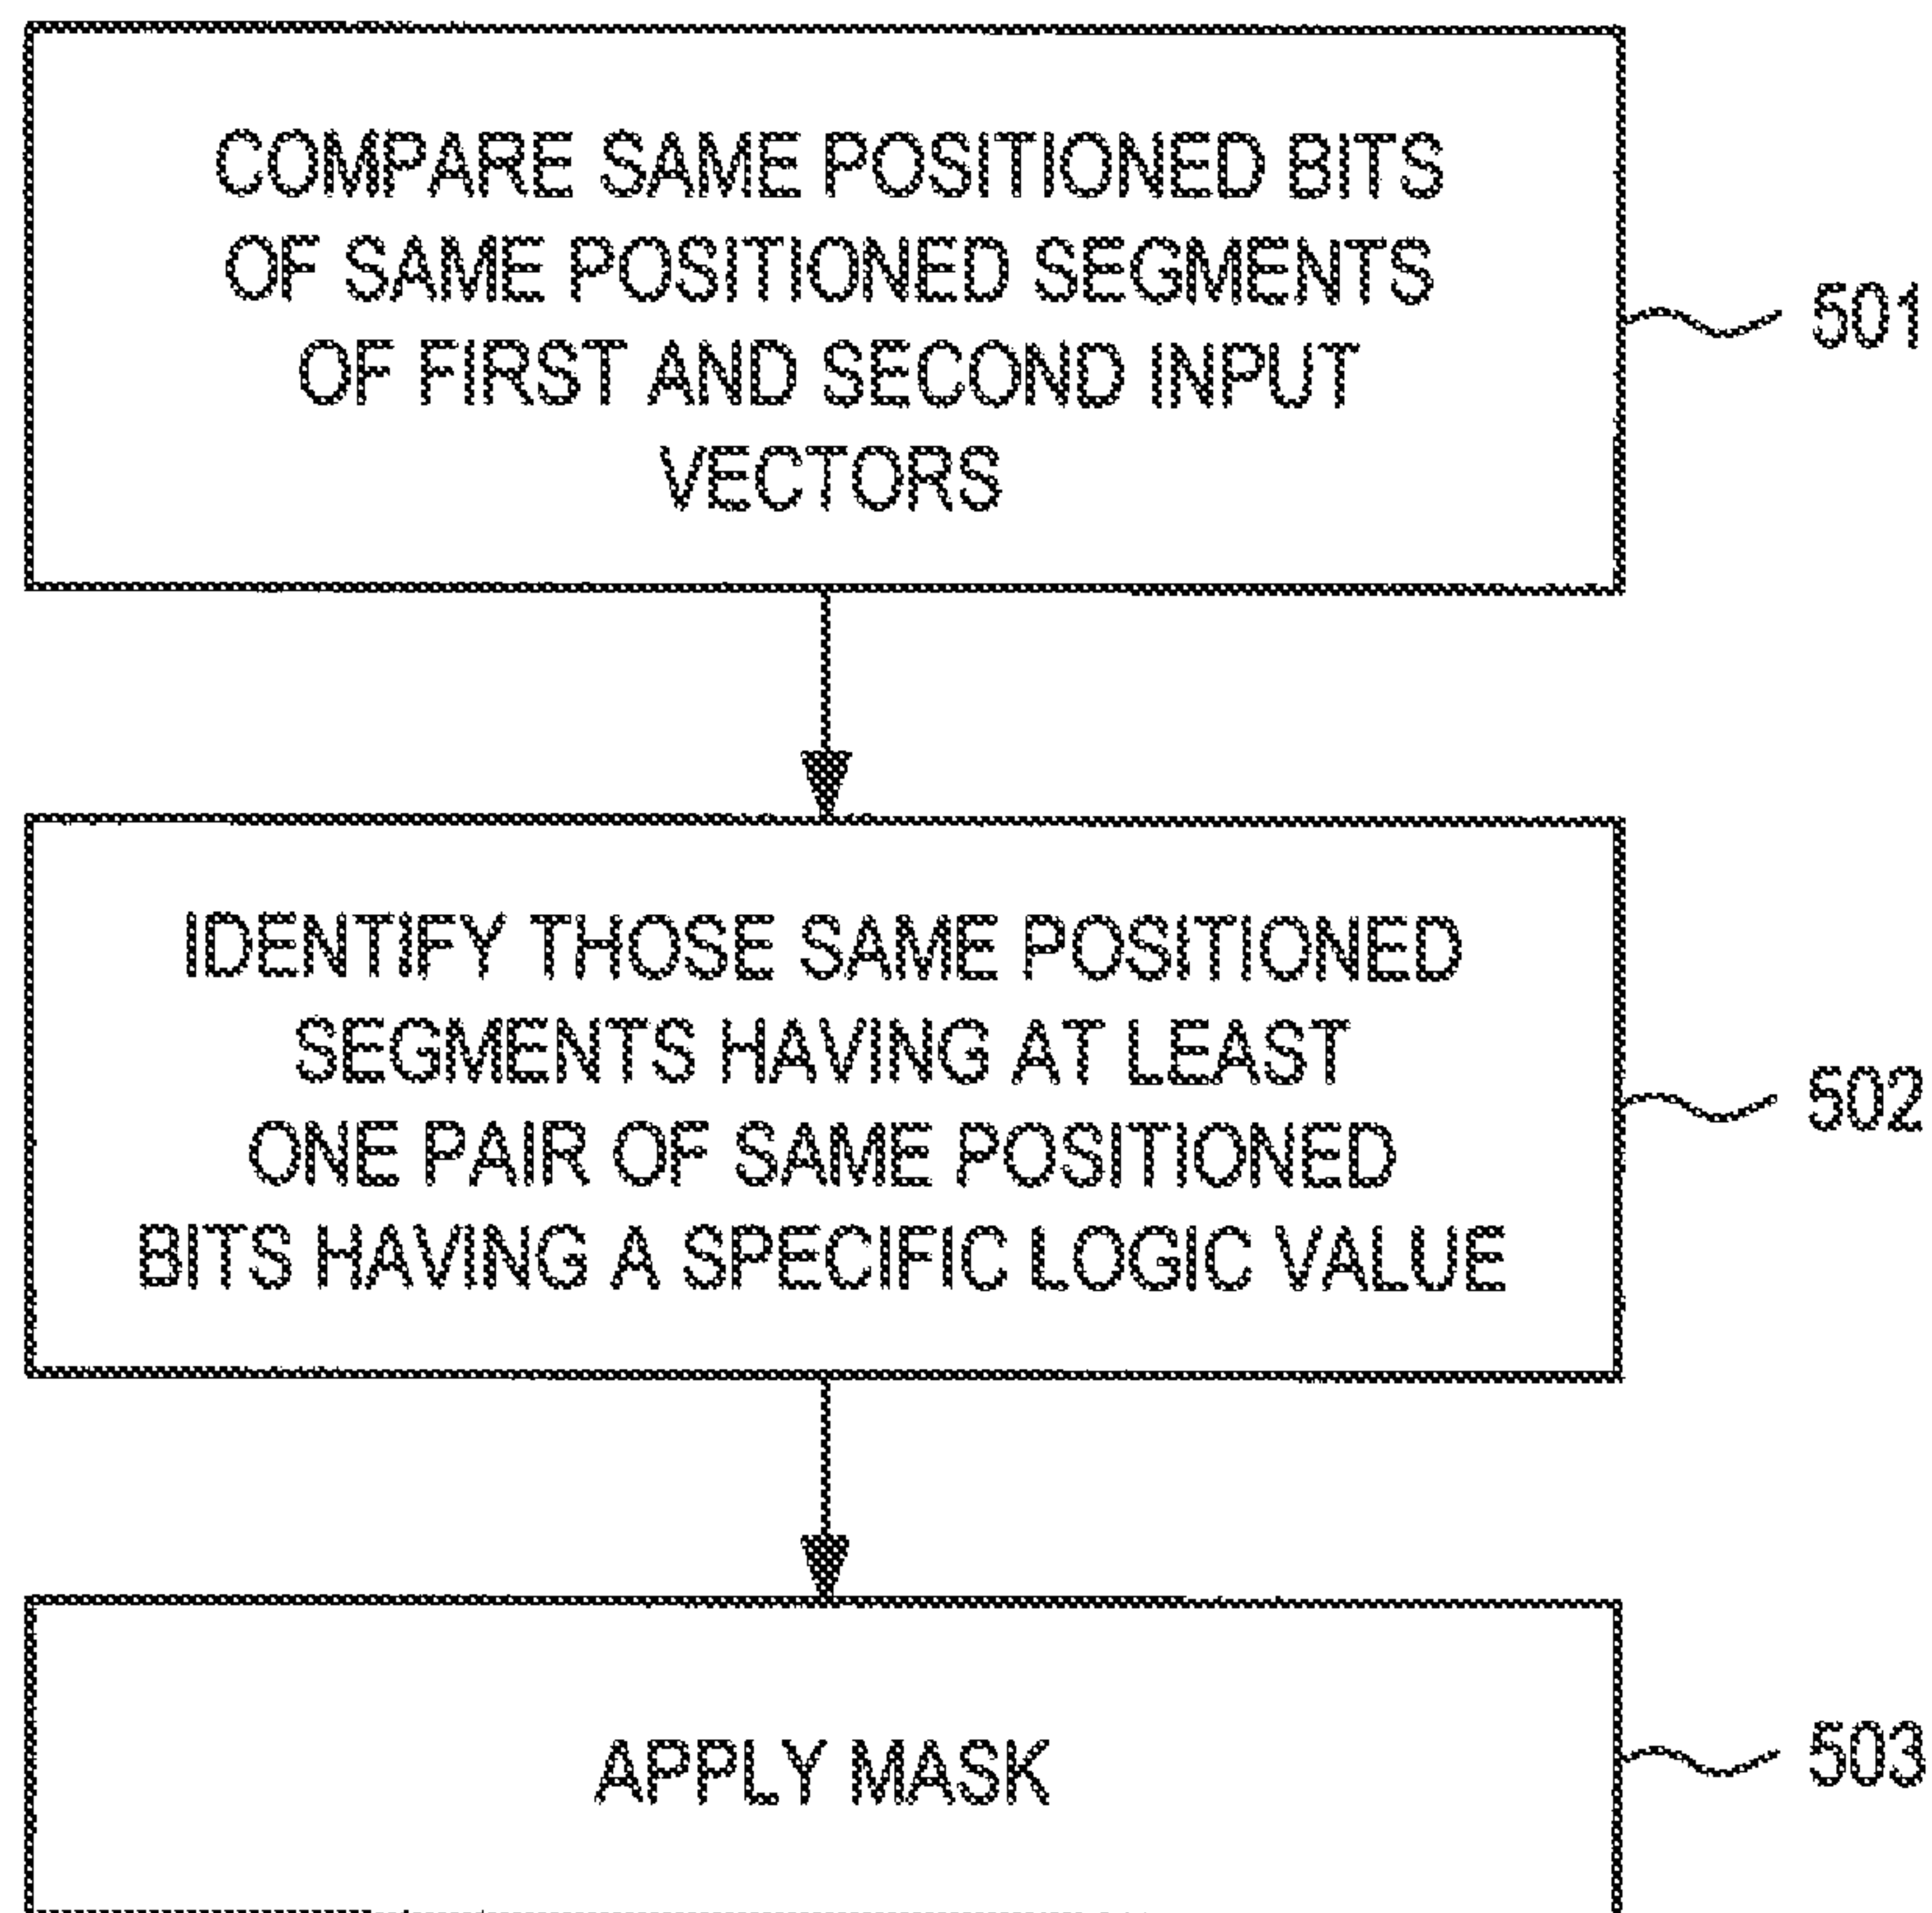 COMPARE SAME POSITIONED BITS
OF SAME POSITIONED SEGMENTS
OF FIRST AND SECOND INPUT
VECTORS
501
IDENTIFY THOSE SAME POSITIONED
SEGMENTS HAVING AT LEAST
ONE PAIR OF SAME POSITIONED
BITS HAVING A SPECIFIC LOGIC VALUE
502
APPLY MASK
503